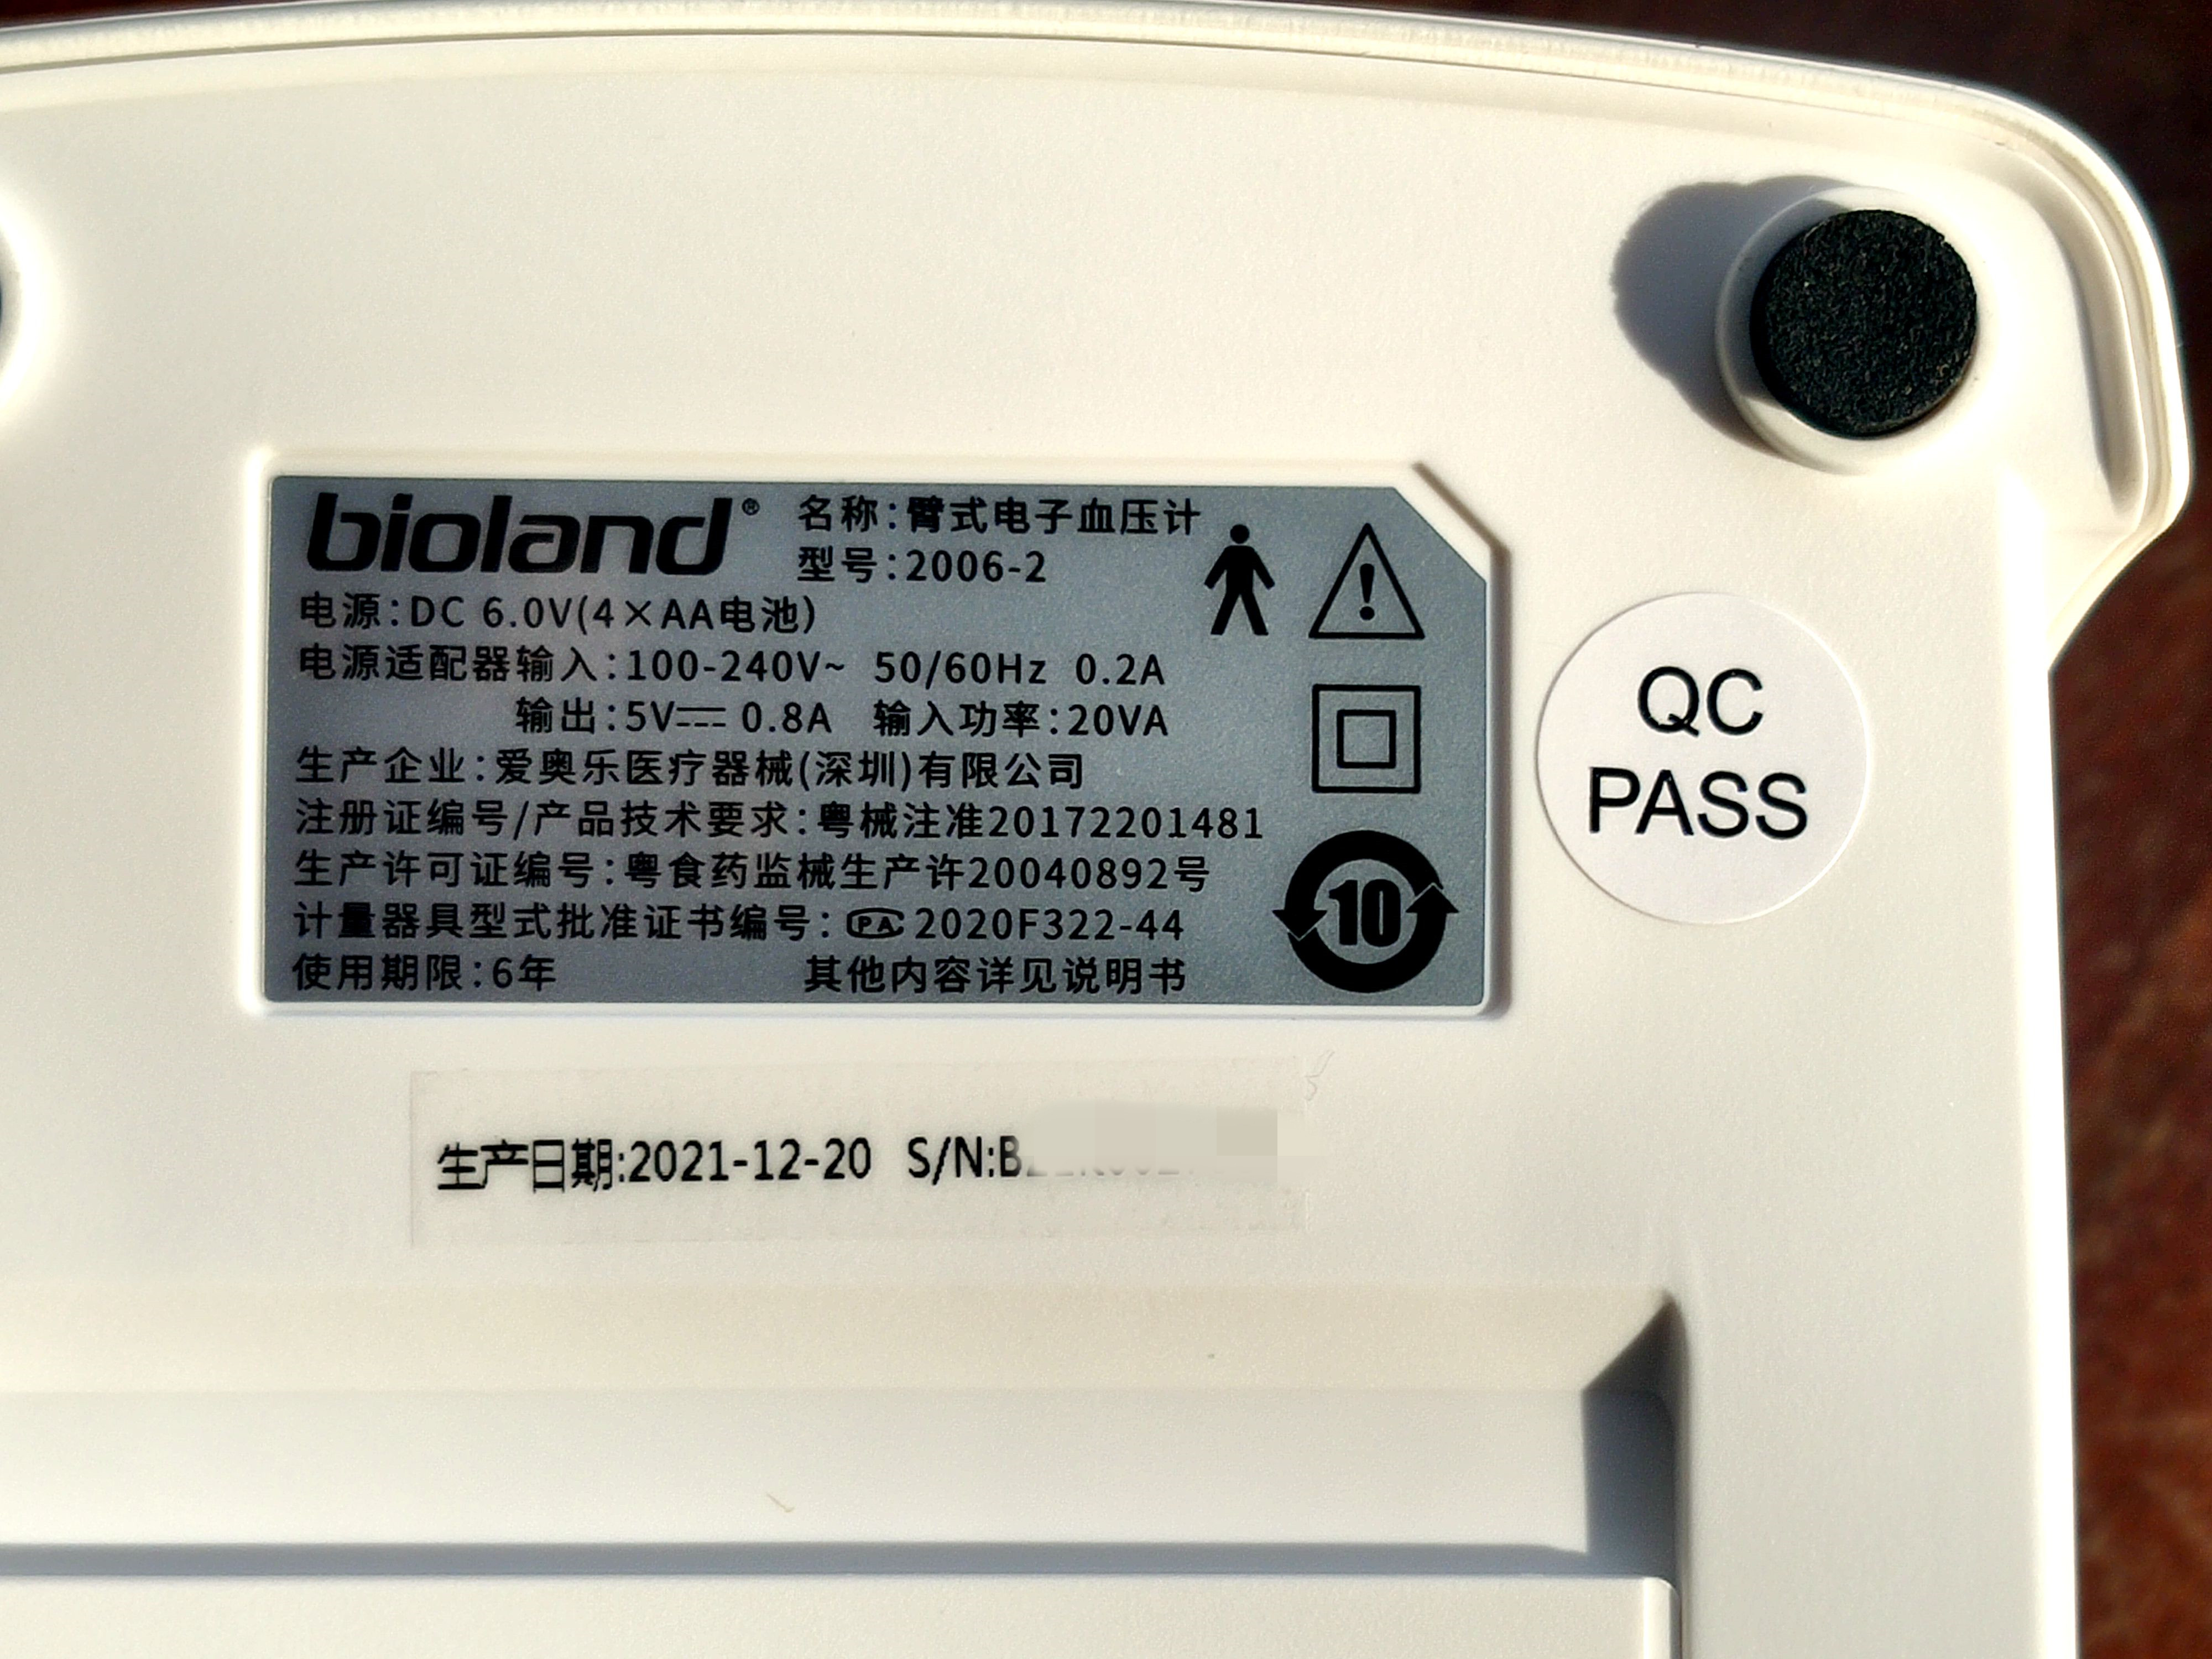 bioland®
名称:臂式电子血压计
型号:2006-2
电源:DC 6.0V(4×AA电池)
电源适配器输入:100-240V~ 50/60Hz 0.2A
输出:5V⎓ 0.8A 输入功率:20VA
生产企业:爱奥乐医疗器械(深圳)有限公司
注册证编号/产品技术要求:粤械注准20172201481
生产许可证编号:粤食药监械生产许20040892号
计量器具型式批准证书编号:PA 2020F322-44
使用期限:6年 其他内容详见说明书
10
QC
PASS
生产日期:2021-12-20 S/N:B